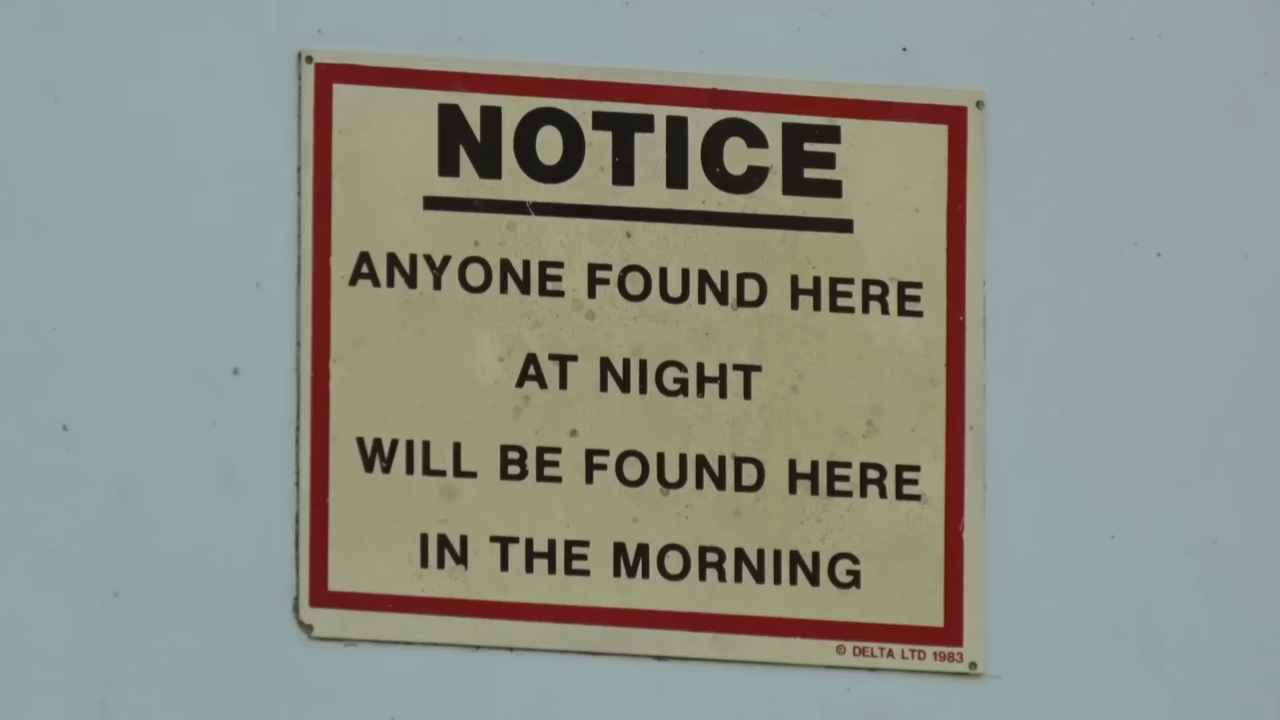 NOTICE
ANYONE FOUND HERE
AT NIGHT
WILL BE FOUND HERE
IN THE MORNING
© DELTA LTD 1983